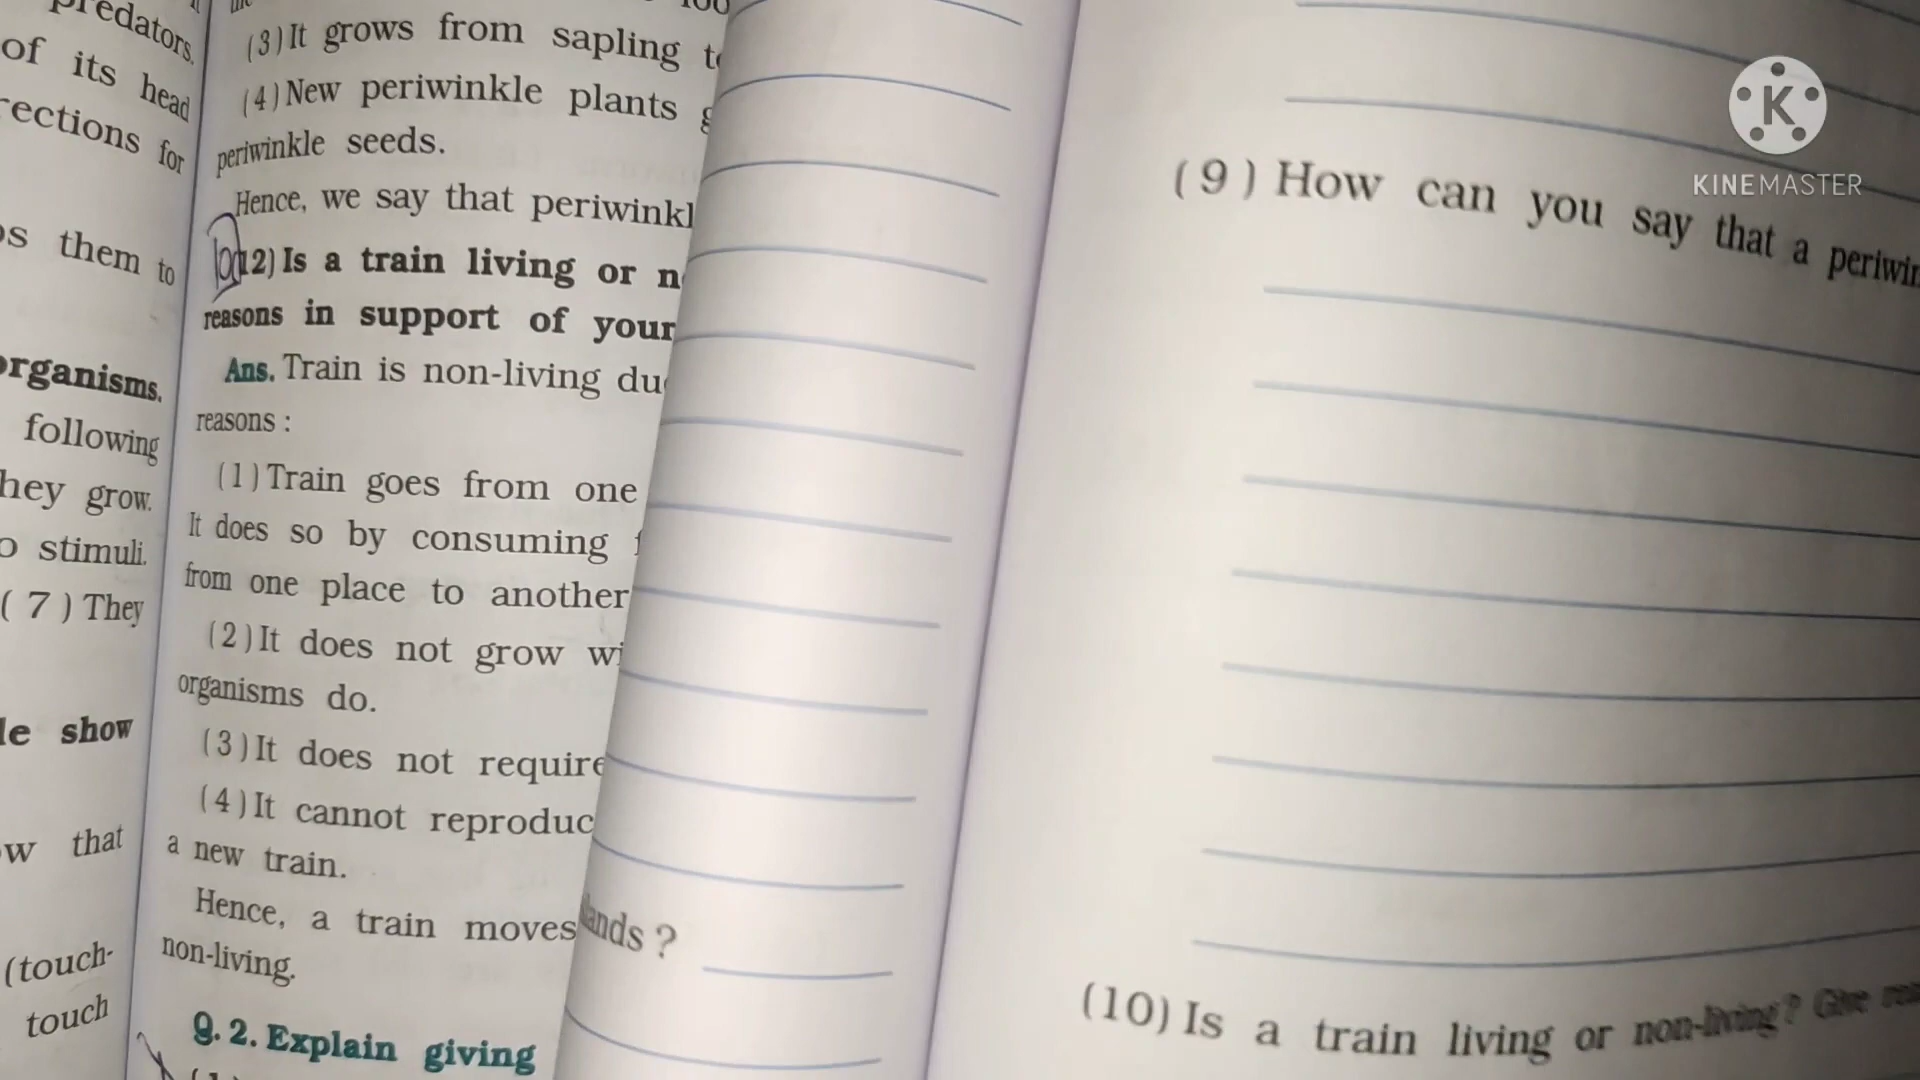 redators.
of its head
rections for
s them to
organisms.
following
hey grow.
o stimuli.
( 7 ) They
le show
w that
(touch-
touch
(3) It grows from sapling
(4) New periwinkle plants
periwinkle seeds.
Hence, we say that periwinkl
12) Is a train living or n
reasons in support of your
Ans. Train is non-living du
reasons :
(1) Train goes from one
It does so by consuming
from one place to another
(2) It does not grow wi
organisms do.
(3) It does not require
(4) It cannot reproduc
a new train.
Hence, a train moves
non-living.
Q. 2. Explain giving
ands ?
( 9 ) How can you say that a periwin
(10) Is a train living or non-living? Give
KINEMASTER